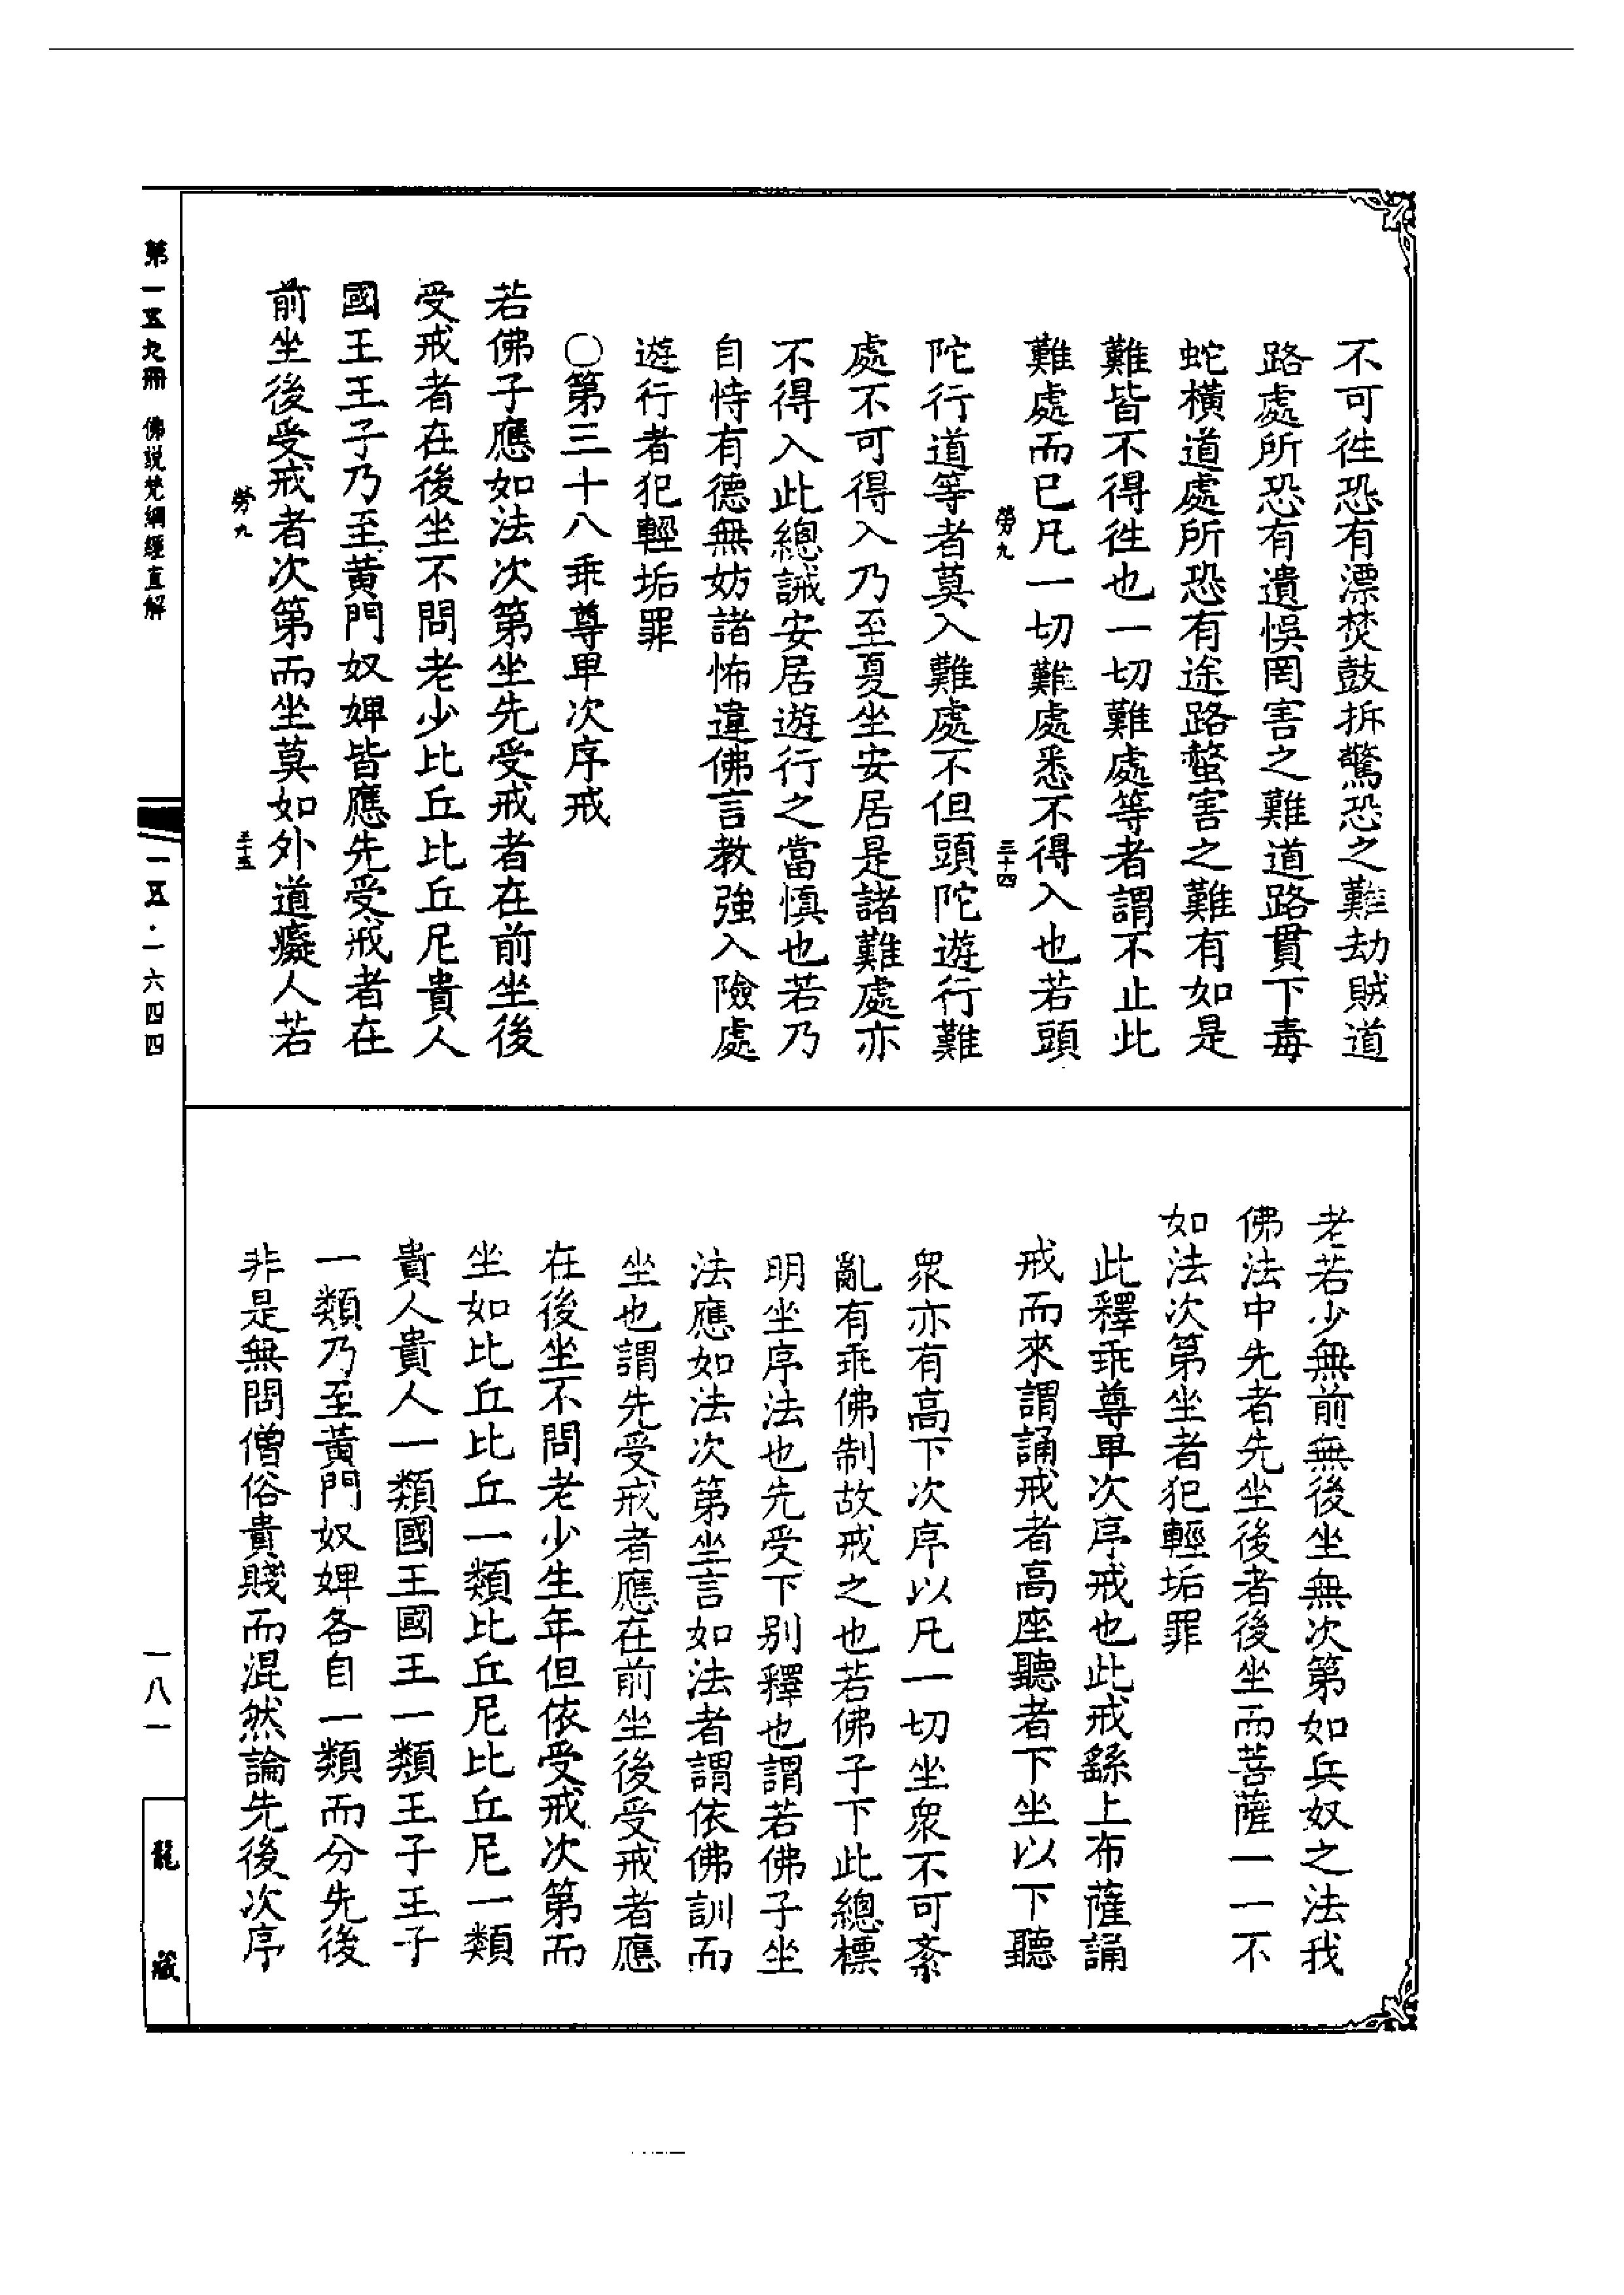 不可徃恐有漂焚鼓拆驚恐之難劫賊道
路處所恐有遺悞罔害之難道路貫下毒
蛇橫道處所恐有途路螫害之難有如是
難皆不得徃也一切難處等者謂不止此
難處而已凡一切難處悉不得入也若頭
勞九
三十四
陀行道等者莫入難處不但頭陀遊行難
處不可得入乃至夏坐安居是諸難處亦
不得入此總誡安居遊行之當慎也若乃
自恃有德無妨諸怖違佛言教強入險處
遊行者犯輕垢罪
○第三十八乖尊卑次序戒
若佛子應如法次第坐先受戒者在前坐後
受戒者在後坐不問老少比丘比丘尼貴人
國王王子乃至黃門奴婢皆應先受戒者在
前坐後受戒者次第而坐莫如外道癡人若
勞九
三十五
老若少無前無後坐無次第如兵奴之法我
佛法中先者先坐後者後坐而菩薩一一不
如法次第坐者犯輕垢罪
此釋乖尊卑次序戒也此戒繇上布薩誦
戒而來謂誦戒者高座聽者下坐以下聽
眾亦有高下次序以凡一切坐眾不可紊
亂有乖佛制故戒之也若佛子下此總標
明坐序法也先受下別釋也謂若佛子坐
法應如法次第坐言如法者謂依佛訓而
坐也謂先受戒者應在前坐後受戒者應
在後坐不問老少生年但依受戒次第而
坐如比丘比丘一類比丘尼比丘尼一類
貴人貴人一類國王國王一類王子王子
一類乃至黃門奴婢各自一類而分先後
非是無問僧俗貴賤而混然論先後次序
第一五九冊 佛說梵網經直解
一五·一六四四
一八一
龍藏